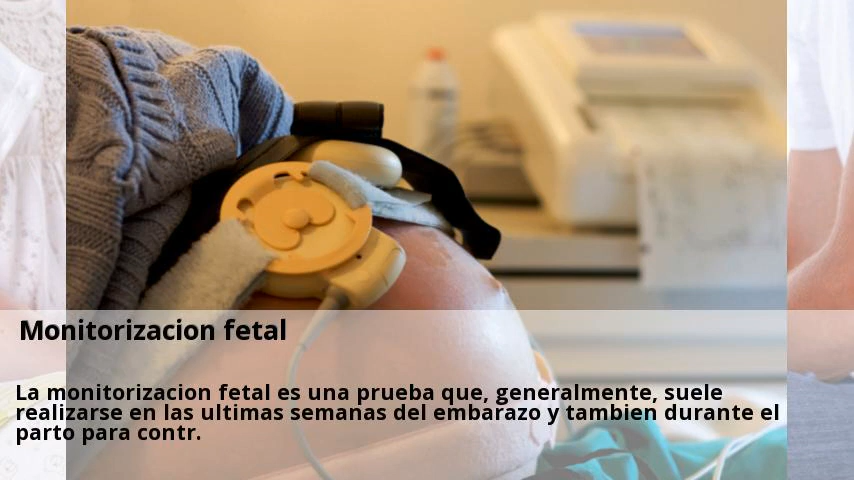 Monitorizacion fetal
La monitorizacion fetal es una prueba que, generalmente, suele
realizarse en las ultimas semanas del embarazo y tambien durante el
parto para contr.